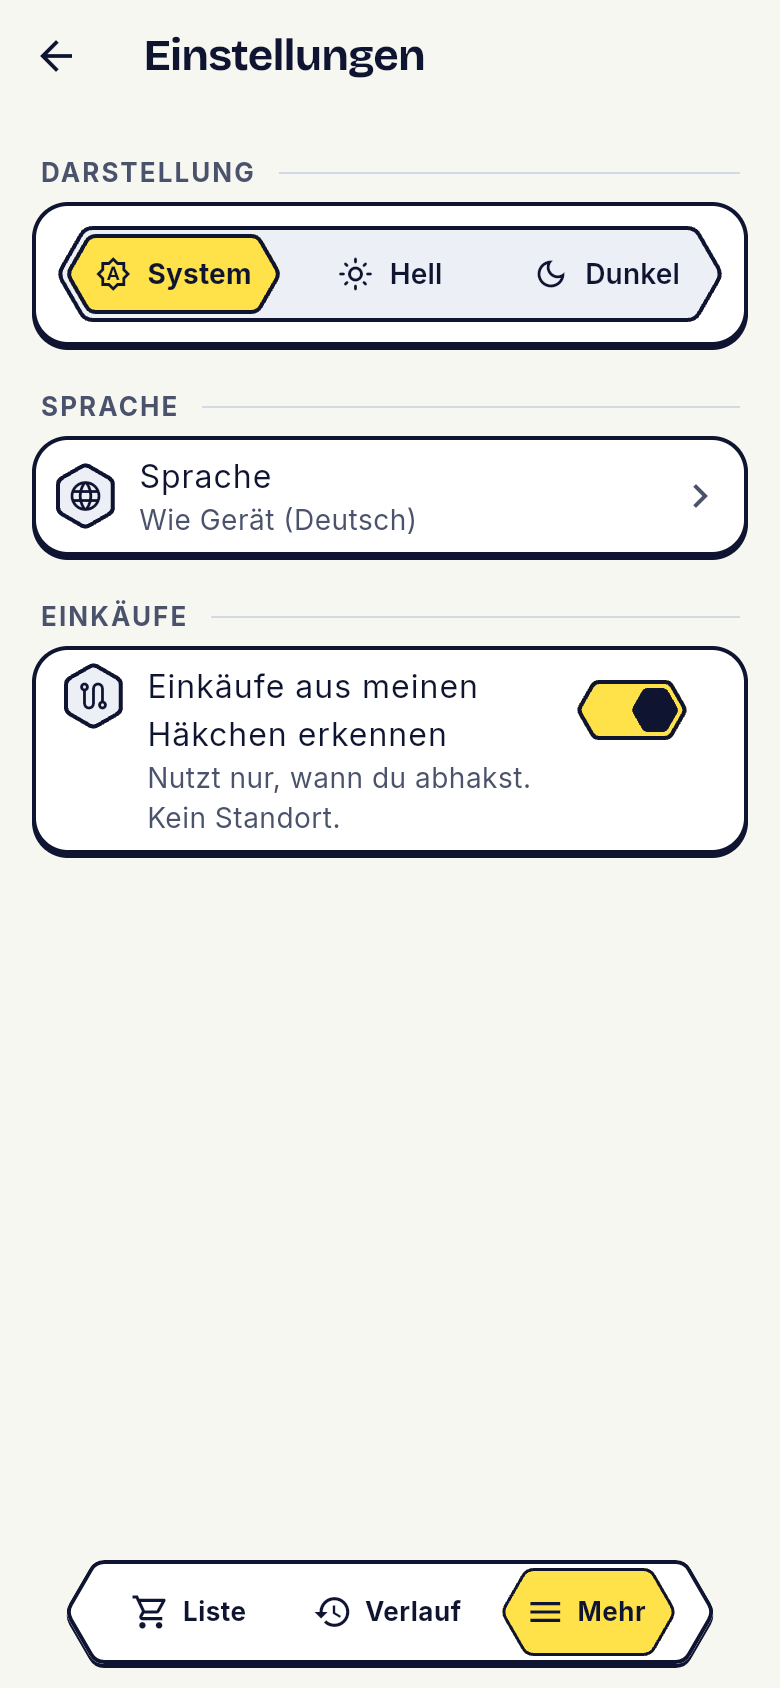 Einstellungen
DARSTELLUNG
System
Hell
Dunkel
SPRACHE
Sprache
Wie Gerät (Deutsch)
EINKÄUFE
Einkäufe aus meinen
Häkchen erkennen
Nutzt nur, wann du abhakst.
Kein Standort.
Liste
Verlauf
Mehr